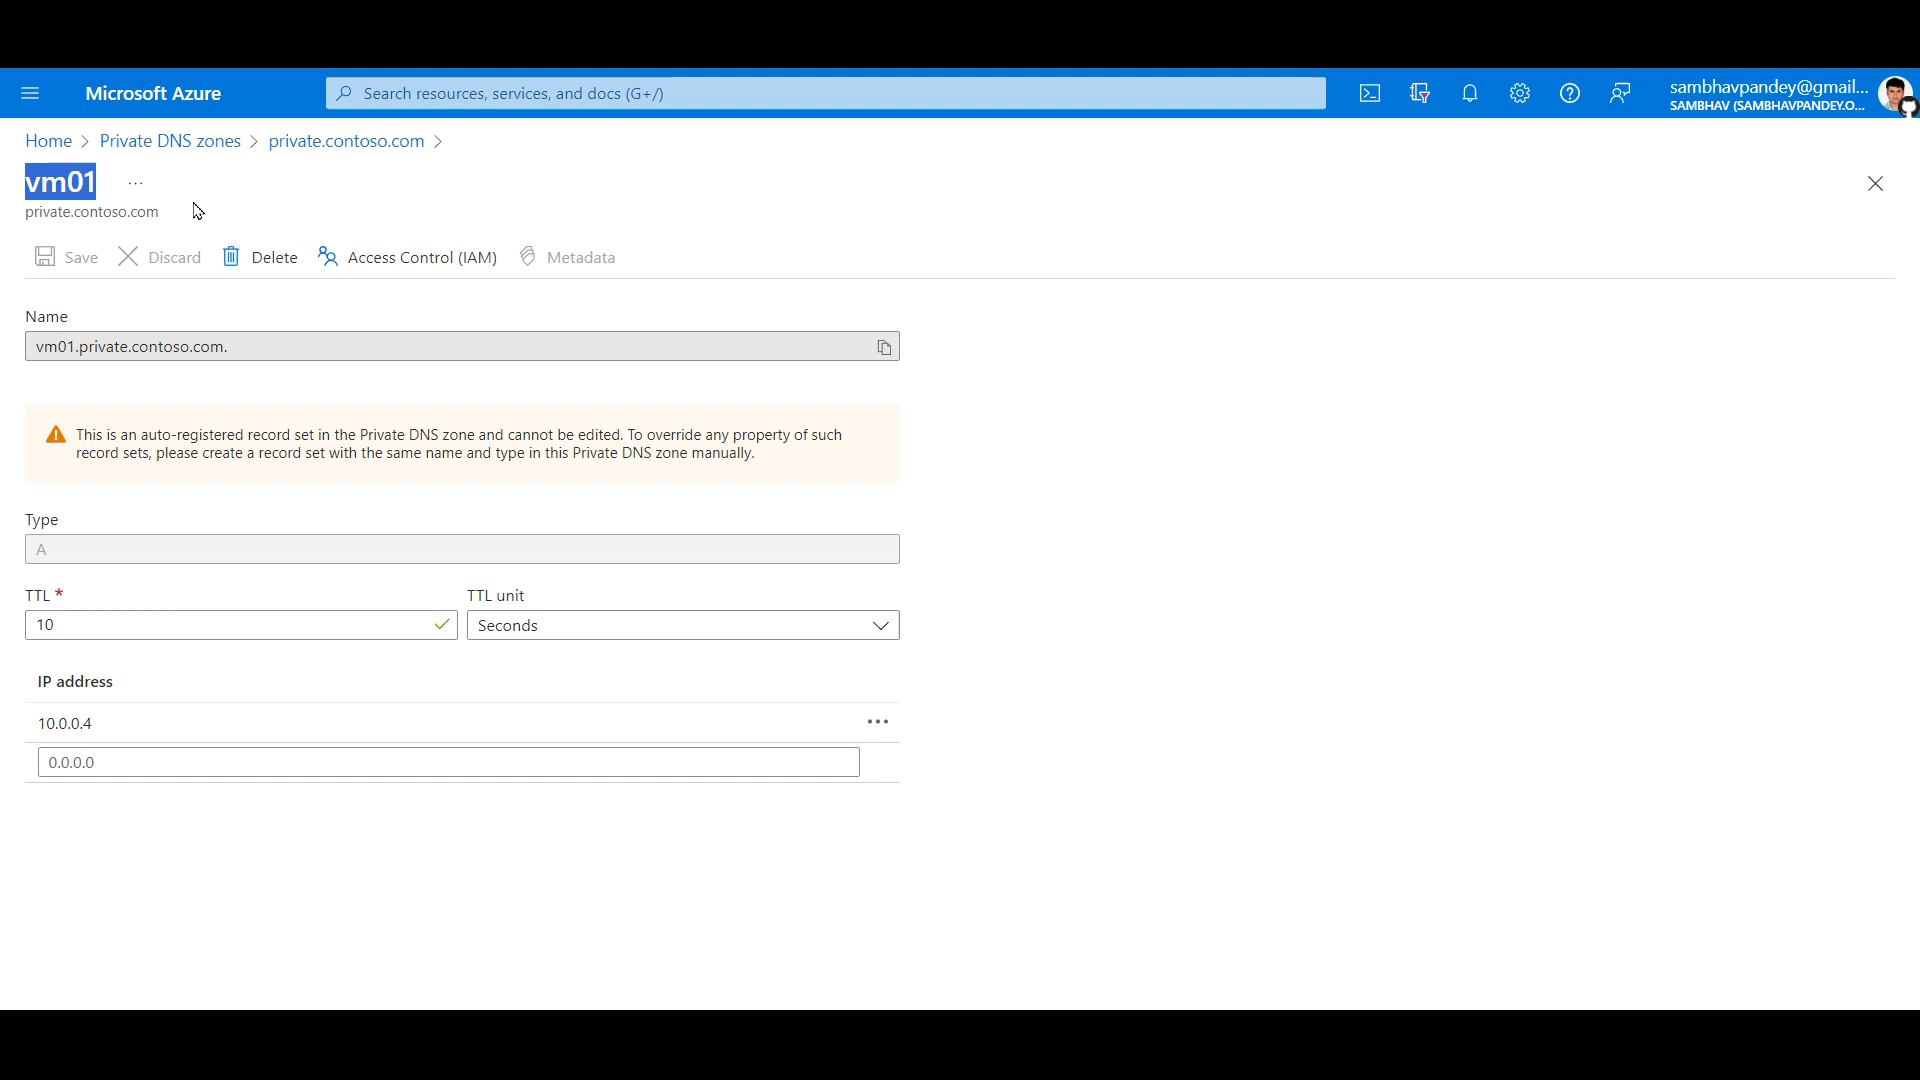 Microsoft Azure
Search resources, services, and docs (G+/)
sambhavpandey@gmail...
SAMBHAV (SAMBHAVPANDEY.O...
Home > Private DNS zones > private.contoso.com >
vm01 ...
private.contoso.com
Save Discard Delete Access Control (IAM) Metadata
Name
vm01.private.contoso.com.
This is an auto-registered record set in the Private DNS zone and cannot be edited. To override any property of such
record sets, please create a record set with the same name and type in this Private DNS zone manually.
Type
A
TTL * TTL unit
10 Seconds
IP address
10.0.0.4 ...
0.0.0.0